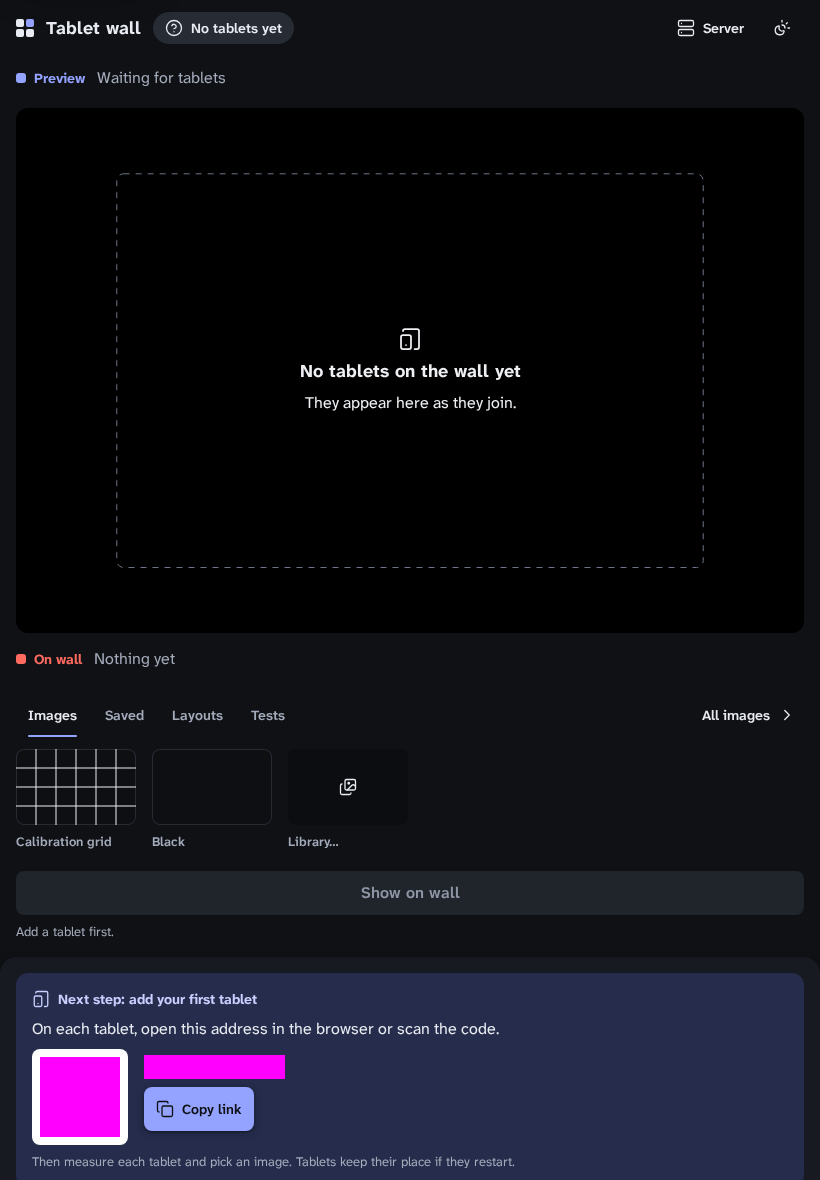 Tablet wall
No tablets yet
Server
Preview Waiting for tablets
No tablets on the wall yet
They appear here as they join.
On wall Nothing yet
Images Saved Layouts Tests All images
Calibration grid Black Library...
Show on wall
Add a tablet first.
Next step: add your first tablet
On each tablet, open this address in the browser or scan the code.
Copy link
Then measure each tablet and pick an image. Tablets keep their place if they restart.